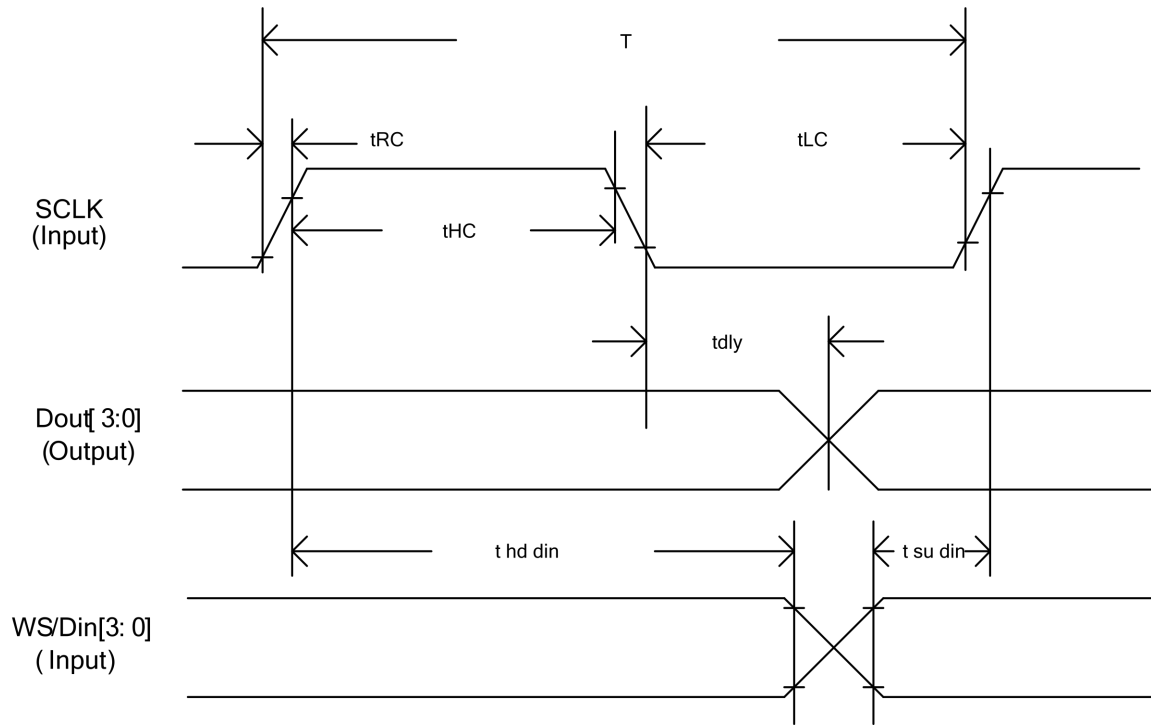 T
tRC
tLC
SCLK
(Input)
tHC
tdly
Dout[ 3:0]
(Output)
t hd din
t su din
WS/Din[3: 0]
( Input)